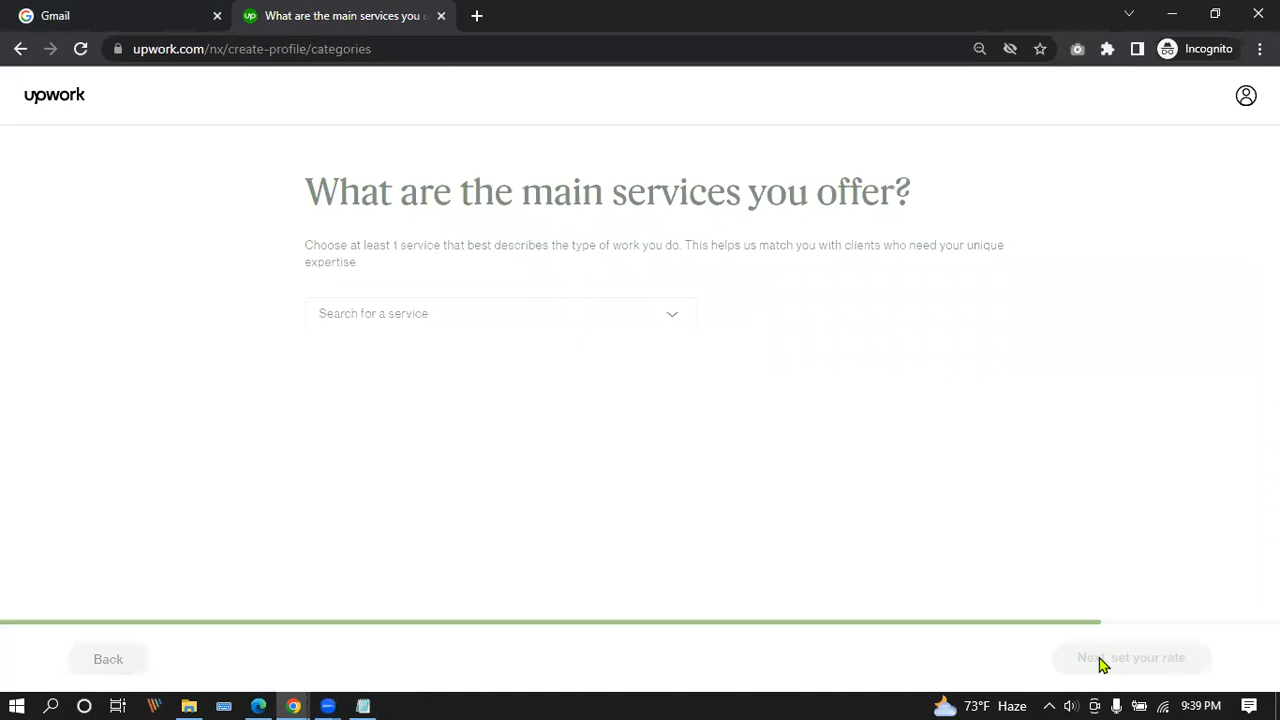 Gmail
What are the main services you o
upwork.com/nx/create-profile/categories
Incognito
upwork
What are the main services you offer?
Choose at least 1 service that best describes the type of work you do. This helps us match you with clients who need your unique
expertise.
Search for a service
Back
Next, set your rate
73°F Haze
9:39 PM